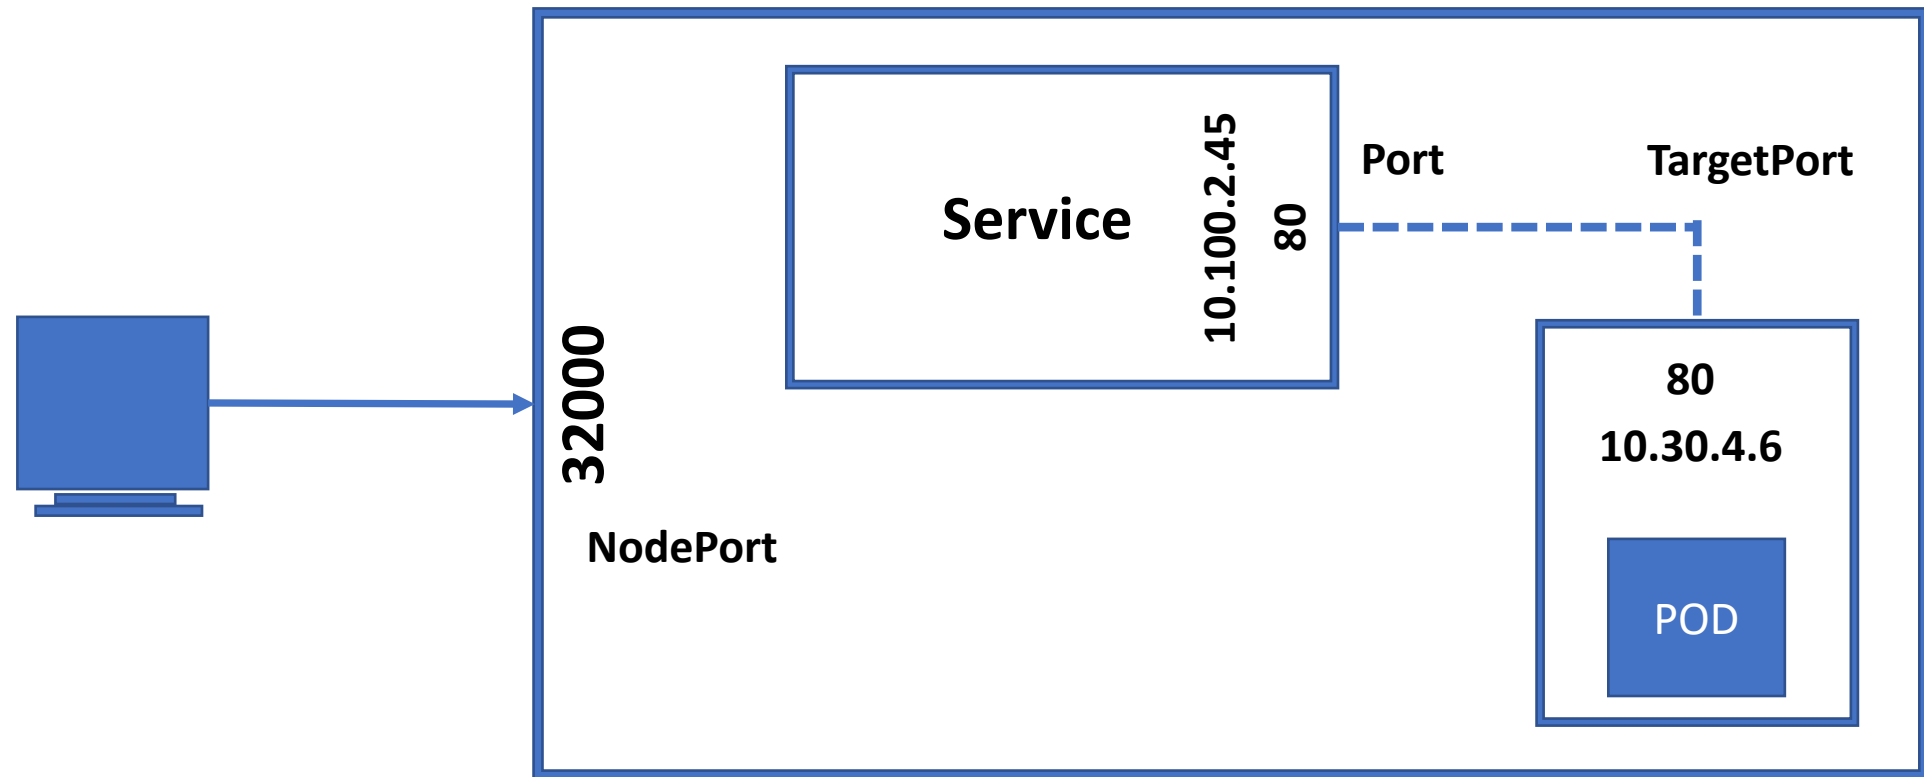 Service
10.100.2.45
80
Port
TargetPort
32000
NodePort
80
10.30.4.6
POD